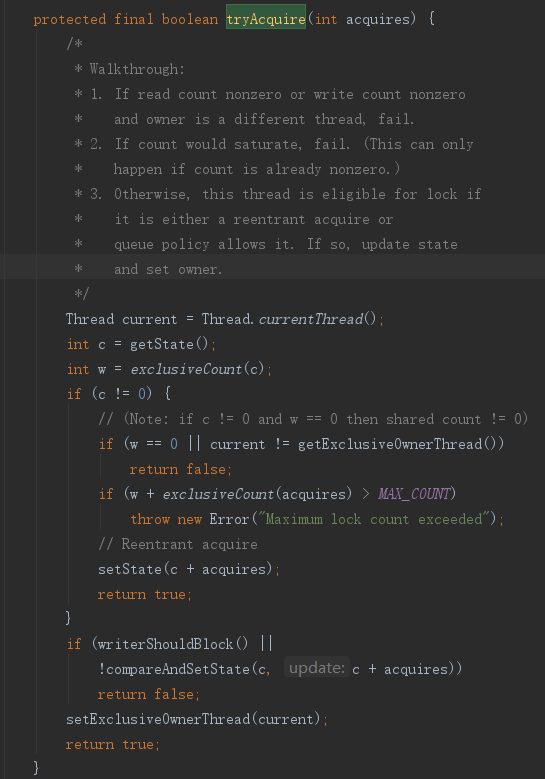 protected final boolean tryAcquire(int acquires) {
    /*
     * Walkthrough:
     * 1. If read count nonzero or write count nonzero
     *    and owner is a different thread, fail.
     * 2. If count would saturate, fail. (This can only
     *    happen if count is already nonzero.)
     * 3. Otherwise, this thread is eligible for lock if
     *    it is either a reentrant acquire or
     *    queue policy allows it. If so, update state
     *    and set owner.
     */
    Thread current = Thread.currentThread();
    int c = getState();
    int w = exclusiveCount(c);
    if (c != 0) {
        // (Note: if c != 0 and w == 0 then shared count != 0)
        if (w == 0 || current != getExclusiveOwnerThread())
            return false;
        if (w + exclusiveCount(acquires) > MAX_COUNT)
            throw new Error("Maximum lock count exceeded");
        // Reentrant acquire
        setState(c + acquires);
        return true;
    }
    if (writerShouldBlock() ||
        !compareAndSetState(c, update: c + acquires))
        return false;
    setExclusiveOwnerThread(current);
    return true;
}